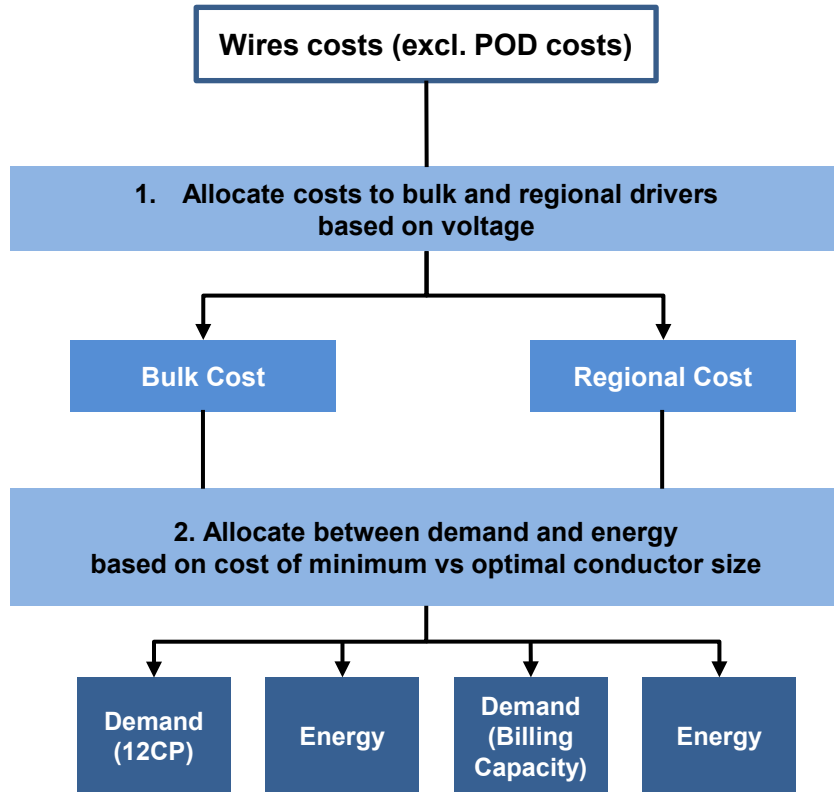 Wires costs (excl. POD costs)
1. Allocate costs to bulk and regional drivers
based on voltage
Bulk Cost
Regional Cost
2. Allocate between demand and energy
based on cost of minimum vs optimal conductor size
Demand
(12CP)
Energy
Demand
(Billing
Capacity)
Energy